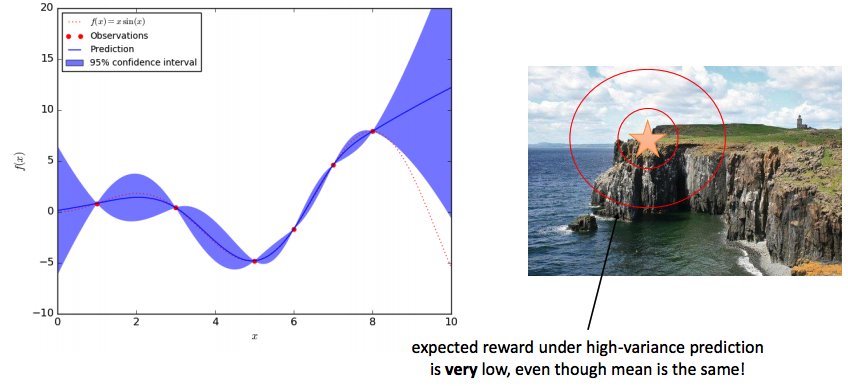 f(x) = x sin(x)
Observations
Prediction
95% confidence interval
20
15
10
5
0
−5
−10
f(x)
0 2 4 6 8 10
x
expected reward under high-variance prediction
is very low, even though mean is the same!